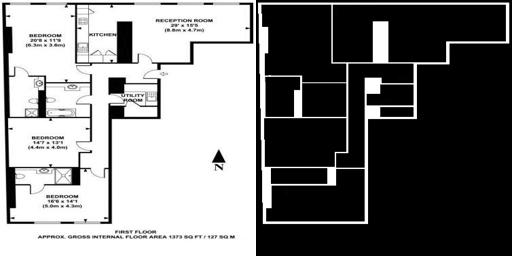 RECEPTION ROOM
29' x 15'5
(8.8m x 4.7m)
KITCHEN
BEDROOM
20'8 x 11'9
(6.3m x 3.6m)
UTILITY
ROOM
BEDROOM
14'7 x 13'1
(4.4m x 4.0m)
N
BEDROOM
16'6 x 14'1
(5.0m x 4.3m)
FIRST FLOOR
APPROX. GROSS INTERNAL FLOOR AREA 1373 SQ FT / 127 SQ M